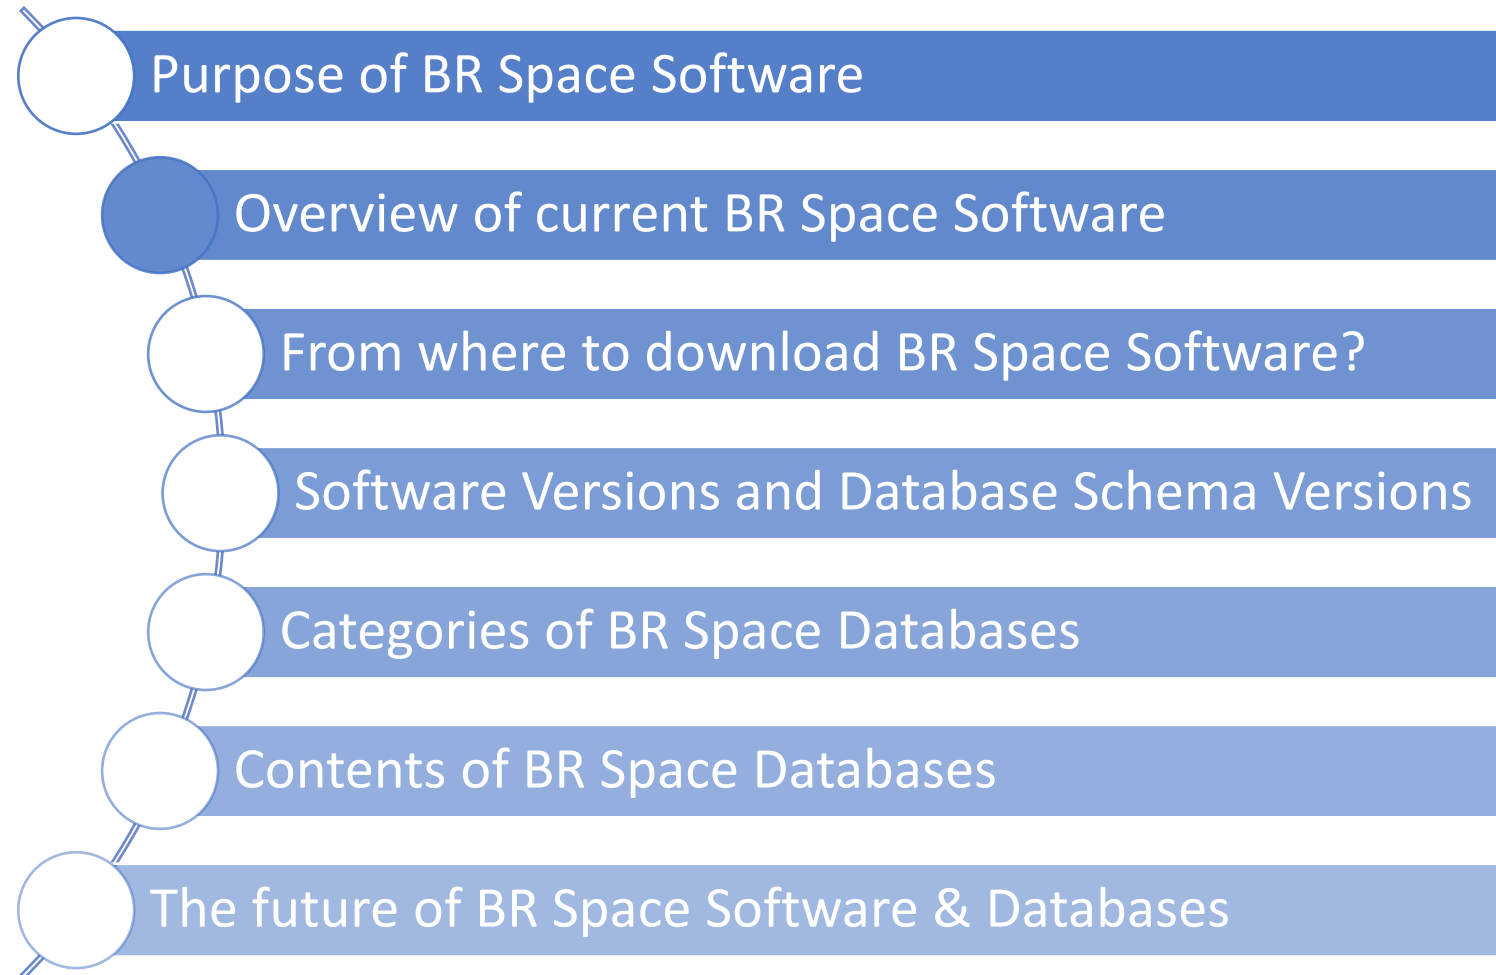 Purpose of BR Space Software
Overview of current BR Space Software
From where to download BR Space Software?
Software Versions and Database Schema Versions
Categories of BR Space Databases
Contents of BR Space Databases
The future of BR Space Software & Databases